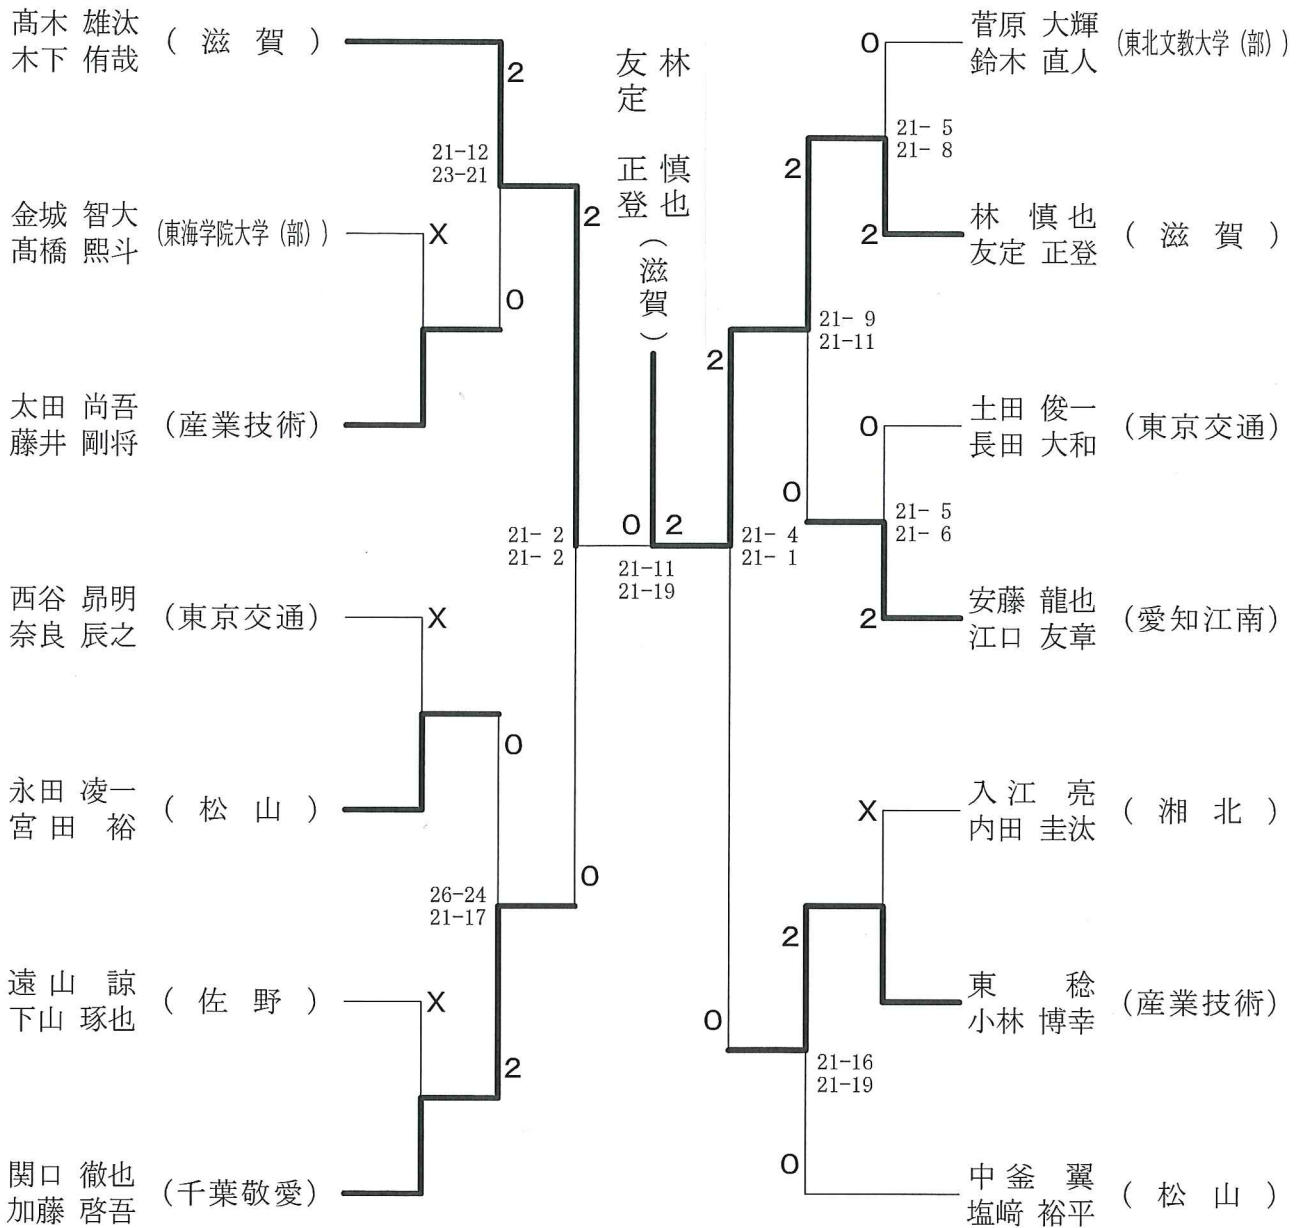 髙木 雄汰
木下 侑哉
( 滋 賀 )
2
21-12
23-21
金城 智大
髙橋 熙斗
(東海学院大学 (部) )
X
0
太田 尚吾
藤井 剛将
(産業技術)
2
21- 2
21- 2
西谷 昴明
奈良 辰之
(東京交通)
X
0
永田 凌一
宮田 裕
( 松 山 )
26-24
21-17
0
遠山 諒
下山 琢也
( 佐 野 )
X
2
関口 徹也
加藤 啓吾
(千葉敬愛)
林 慎也
友定 正登
(滋賀)
0 2
21-11
21-19
0
菅原 大輝
鈴木 直人
(東北文教大学 (部) )
21- 5
21- 8
2
2
林 慎也
友定 正登
( 滋 賀 )
2
21- 9
21-11
0
土田 俊一
長田 大和
(東京交通)
0
21- 5
21- 6
21- 4
21- 1
2
安藤 龍也
江口 友章
(愛知江南)
X
入江 亮
内田 圭汰
( 湘 北 )
2
東 稔
小林 博幸
(産業技術)
0
21-16
21-19
0
中釜 翼
塩﨑 裕平
( 松 山 )